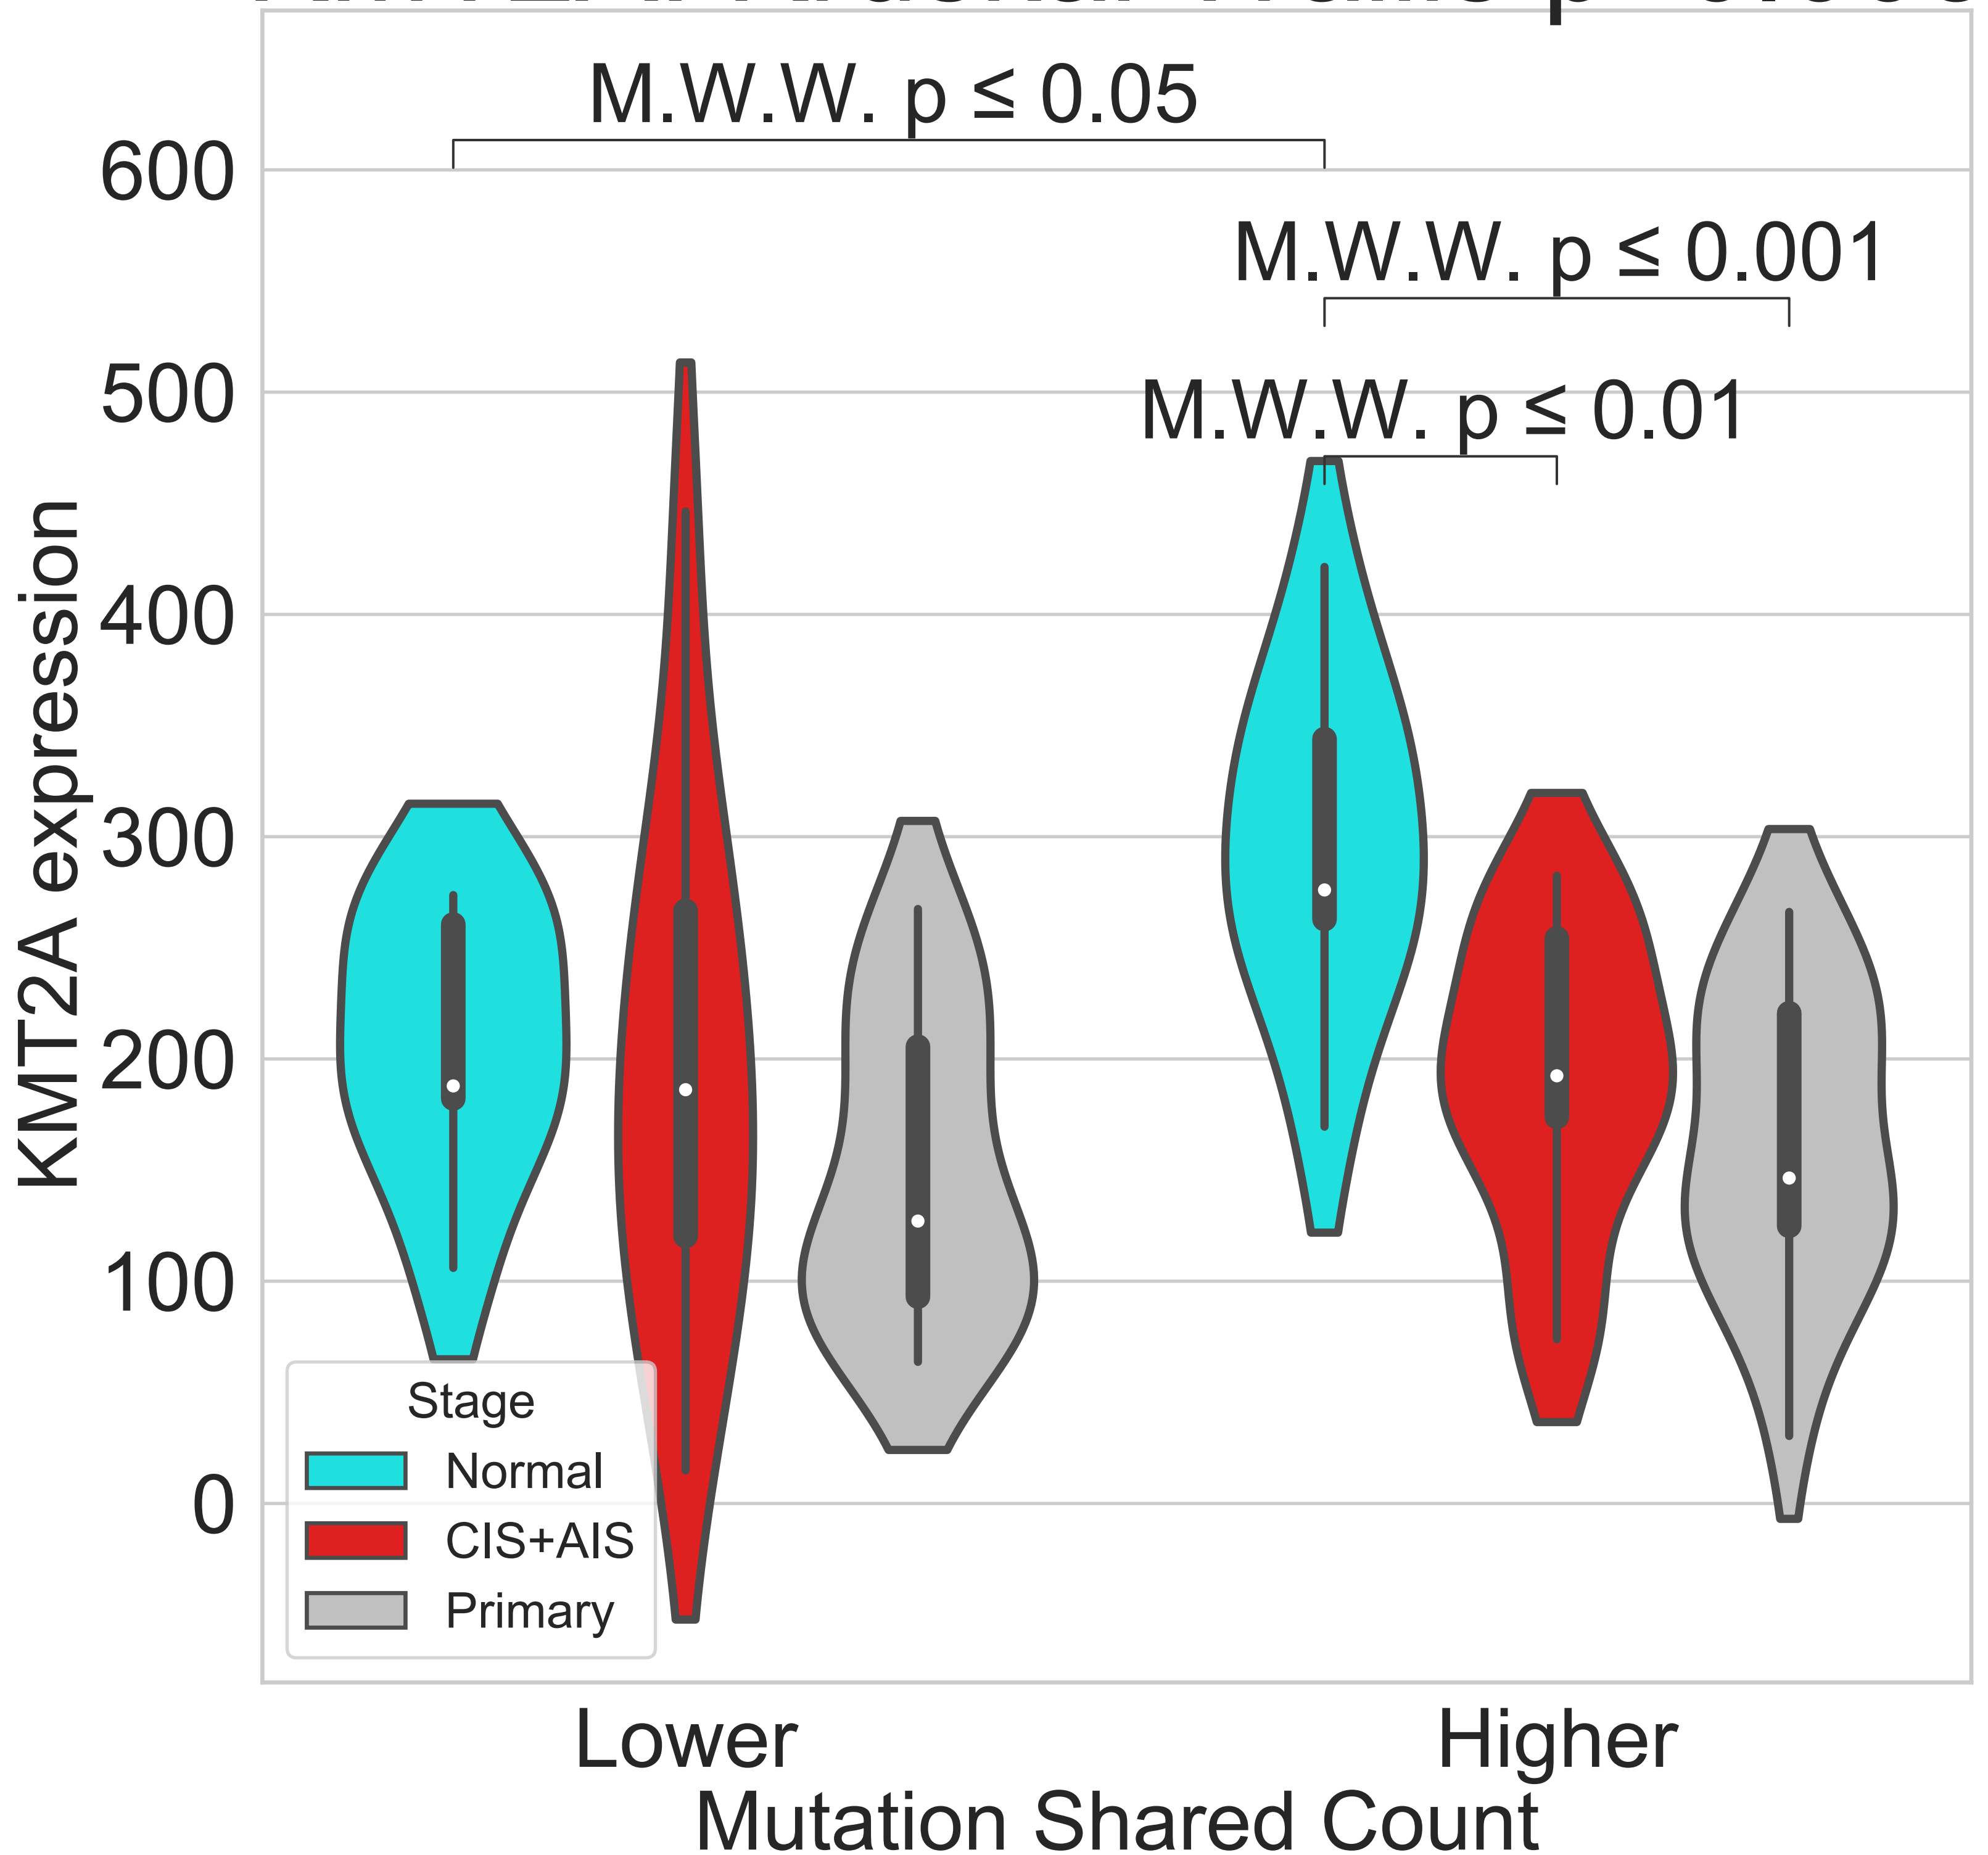 M.W.W. p ≤ 0.05
600
M.W.W. p ≤ 0.001
500
M.W.W. p ≤ 0.01
400
300
200
100
0
KMT2A expression
Stage
Normal
CIS+AIS
Primary
Lower
Higher
Mutation Shared Count